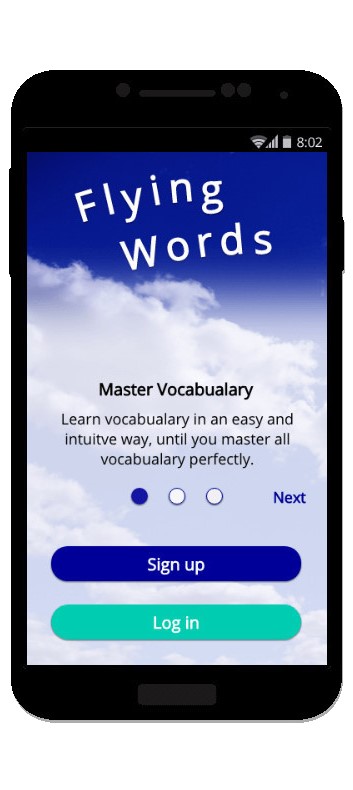 8:02
Flying
Words
Master Vocabualary
Learn vocabualary in an easy and
intuitve way, until you master all
vocabualary perfectly.
Next
Sign up
Log in